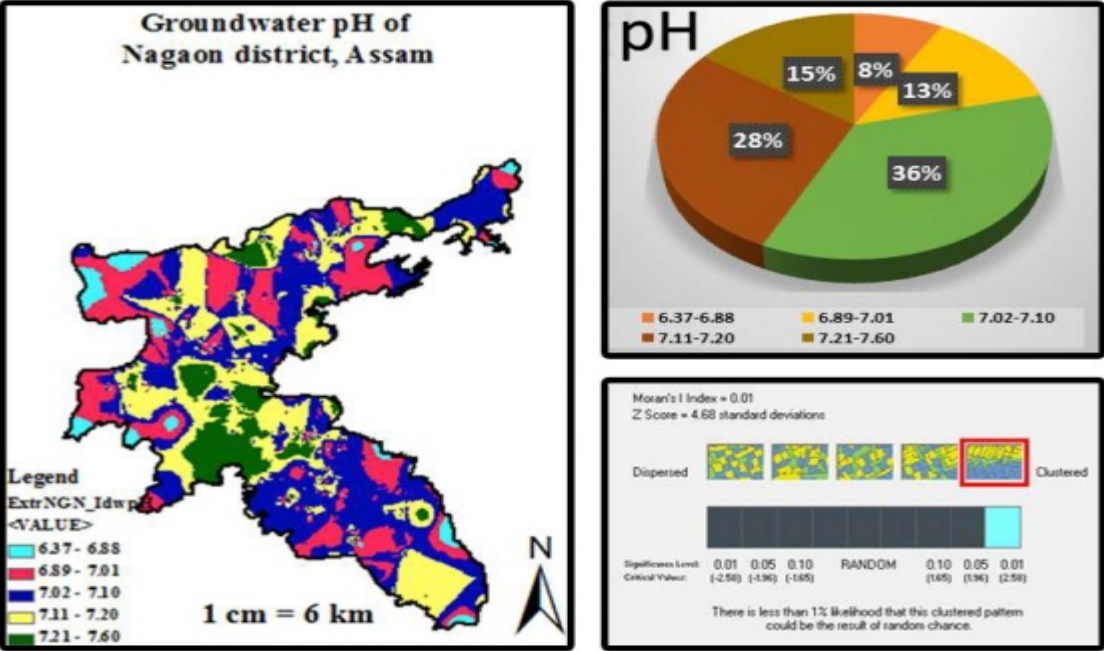 Groundwater pH of
Nagaon district, Assam
Legend
ExtrNGN_IdwpH
<VALUE>
6.37 - 6.88
6.89 - 7.01
7.02 - 7.10
7.11 - 7.20
7.21 - 7.60
1 cm = 6 km
N
pH
15%
8%
13%
28%
36%
6.37-6.88
6.89-7.01
7.02-7.10
7.11-7.20
7.21-7.60
Moran's I Index = 0.01
Z Score = 4.68 standard deviations
Dispersed
Clustered
Significance Level: 0.01 0.05 0.10 RANDOM 0.10 0.05 0.01
Critical Values: (-2.58) (-1.96) (-1.65) (1.65) (1.96) (2.58)
There is less than 1% likelihood that this clustered pattern
could be the result of random chance.